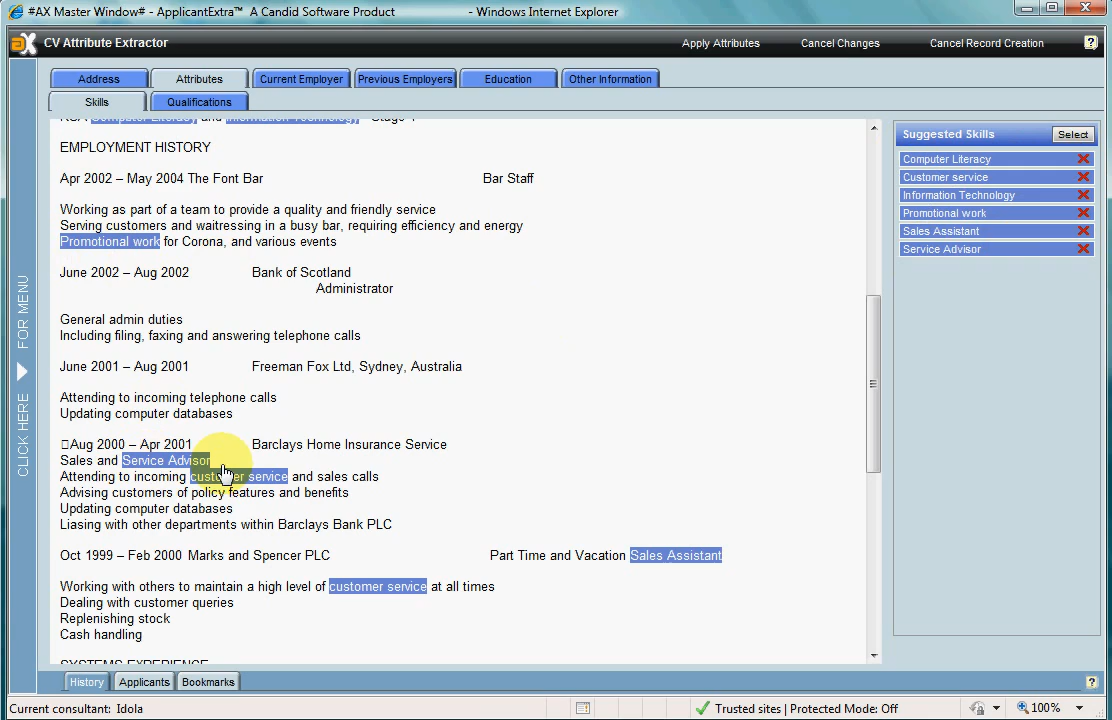 #AX Master Window# - ApplicantExtra™ A Candid Software Product - Windows Internet Explorer
CV Attribute Extractor Apply Attributes Cancel Changes Cancel Record Creation ?
Address Attributes Current Employer Previous Employers Education Other Information
Skills Qualifications
CLICK HERE FOR MENU
RSA Computer Literacy and Information Technology - Stage 1
EMPLOYMENT HISTORY
Apr 2002 – May 2004 The Font Bar Bar Staff
Working as part of a team to provide a quality and friendly service
Serving customers and waitressing in a busy bar, requiring efficiency and energy
Promotional work for Corona, and various events
June 2002 – Aug 2002 Bank of Scotland
Administrator
General admin duties
Including filing, faxing and answering telephone calls
June 2001 – Aug 2001 Freeman Fox Ltd, Sydney, Australia
Attending to incoming telephone calls
Updating computer databases
Aug 2000 – Apr 2001 Barclays Home Insurance Service
Sales and Service Advisor
Attending to incoming customer service and sales calls
Advising customers of policy features and benefits
Updating computer databases
Liasing with other departments within Barclays Bank PLC
Oct 1999 – Feb 2000 Marks and Spencer PLC Part Time and Vacation Sales Assistant
Working with others to maintain a high level of customer service at all times
Dealing with customer queries
Replenishing stock
Cash handling
SYSTEMS EXPERIENCE
Suggested Skills Select
Computer Literacy
Customer service
Information Technology
Promotional work
Sales Assistant
Service Advisor
History Applicants Bookmarks ?
Current consultant: Idola Trusted sites | Protected Mode: Off 100%